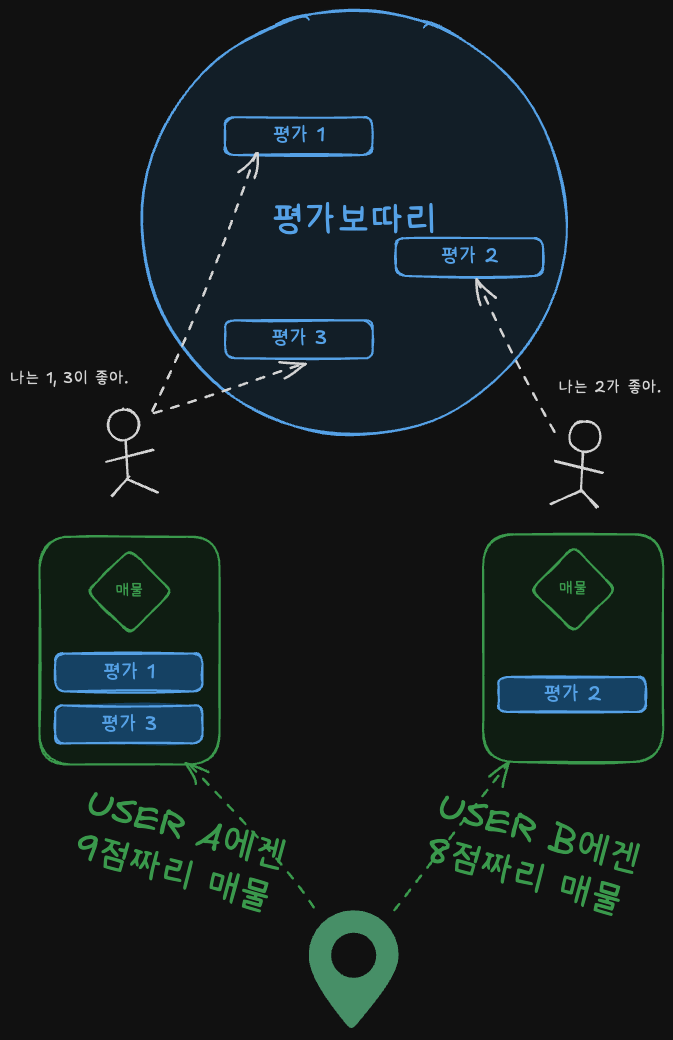 평가 1
평가보따리
평가 2
평가 3
나는 1, 3이 좋아.
나는 2가 좋아.
매물
평가 1
평가 3
매물
평가 2
USER A에겐
9점짜리 매물
USER B에겐
8점짜리 매물